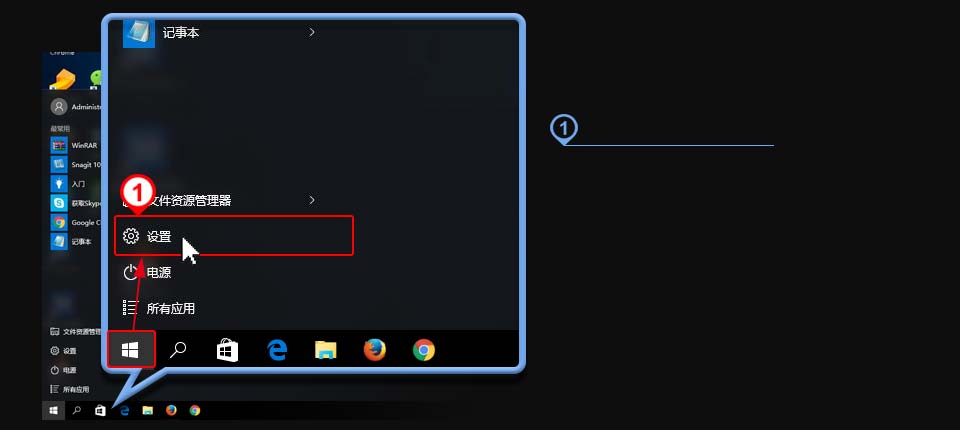 Chrome
Administ
最常用
WinRAR
Snagit 10
入门
获取Skype
Google C
记事本
文件资源管理
设置
电源
所有应用
记事本
1
文件资源管理器
设置
电源
所有应用
1